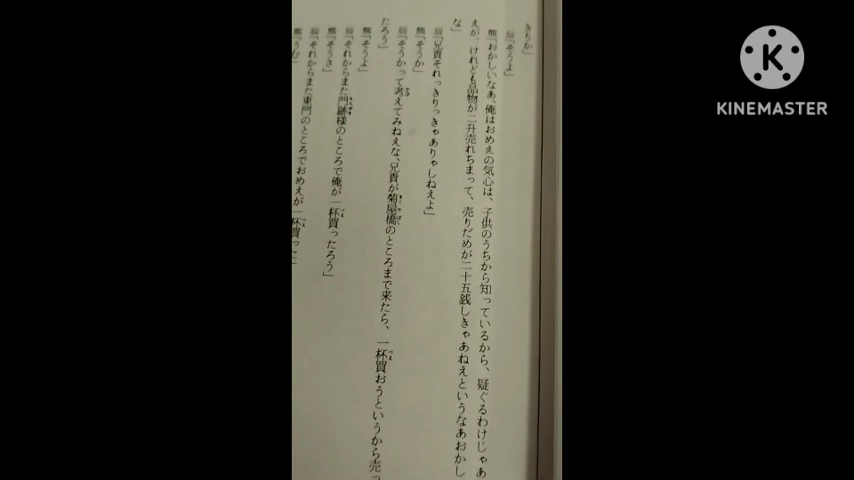 きりか」
辰「そうよ」
熊「おかしいなあ、俺はおめえの気心は、子供のうちから知っているから、疑ぐるわけじゃあ
えが、けれども品物が二升売れちまって、売りだめが二十五銭しきゃあねえというなあおかし
な」
辰「兄貴それっきりっきゃありゃしねえよ」
熊「そうか」
辰「そうかって考えてみねえな、兄貴が菊屋橋のところまで来たら、一杯買おうというから売っ
たろう」
熊「そうよ」
辰「それからまた門跡様のところで俺が一杯買ったろう」
熊「そうさ」
辰「それからまた東門のところでおめえが一杯買った」
熊「うむ」
KINEMASTER